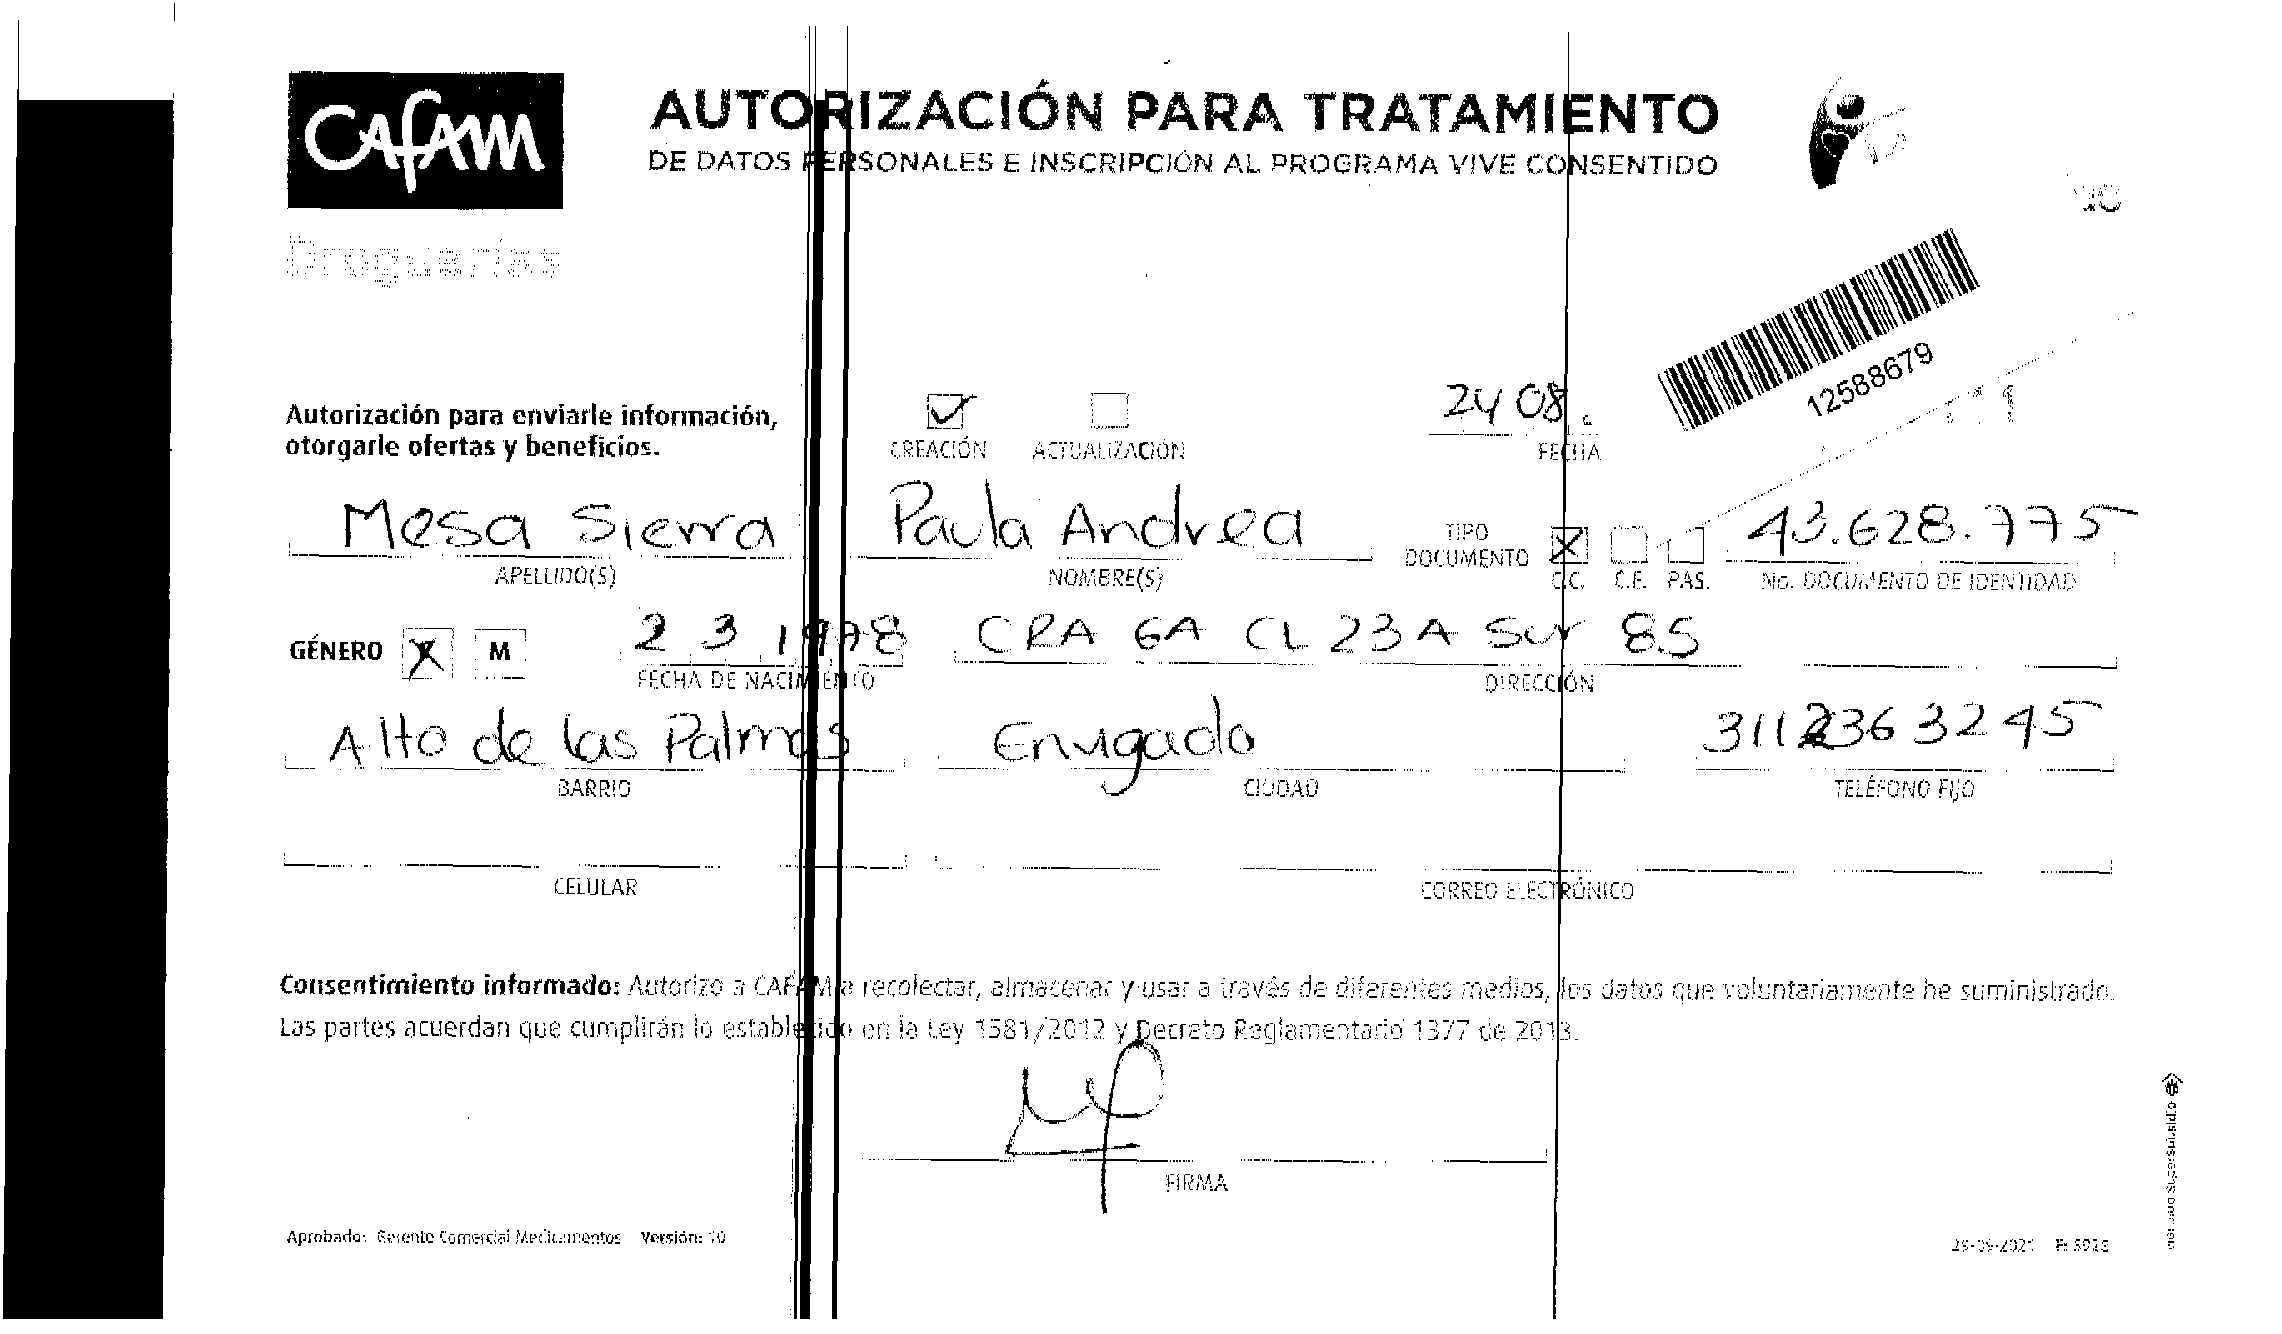 CAFAM
Droguerías
AUTORIZACIÓN PARA TRATAMIENTO
DE DATOS PERSONALES E INSCRIPCIÓN AL PROGRAMA VIVE CONSENTIDO
12588679
Autorización para enviarle información,
otorgarle ofertas y beneficios.
CREACIÓN ACTUALIZACIÓN
24 08
FECHA
Mesa Sierra Paula Andrea TIPO DOCUMENTO X 43.628.775
APELLIDO(S) NOMBRE(S) C.C. C.E. PAS. No. DOCUMENTO DE IDENTIDAD
GÉNERO X M 2 3 1978 CRA 6A CL 23A Sur 85
FECHA DE NACIMIENTO DIRECCIÓN
Alto de las Palmas Envigado 3112363245
BARRIO CIUDAD TELÉFONO FIJO
CELULAR CORREO ELECTRÓNICO
Consentimiento informado: Autorizo a CAFAM a recolectar, almacenar y usar a través de diferentes medios, los datos que voluntariamente he suministrado.
Las partes acuerdan que cumplirán lo establecido en la Ley 1581/2012 y Decreto Reglamentario 1377 de 2013.
FIRMA
Aprobado: Gerente Comercial Medicamentos Versión: 10
29-09-2021